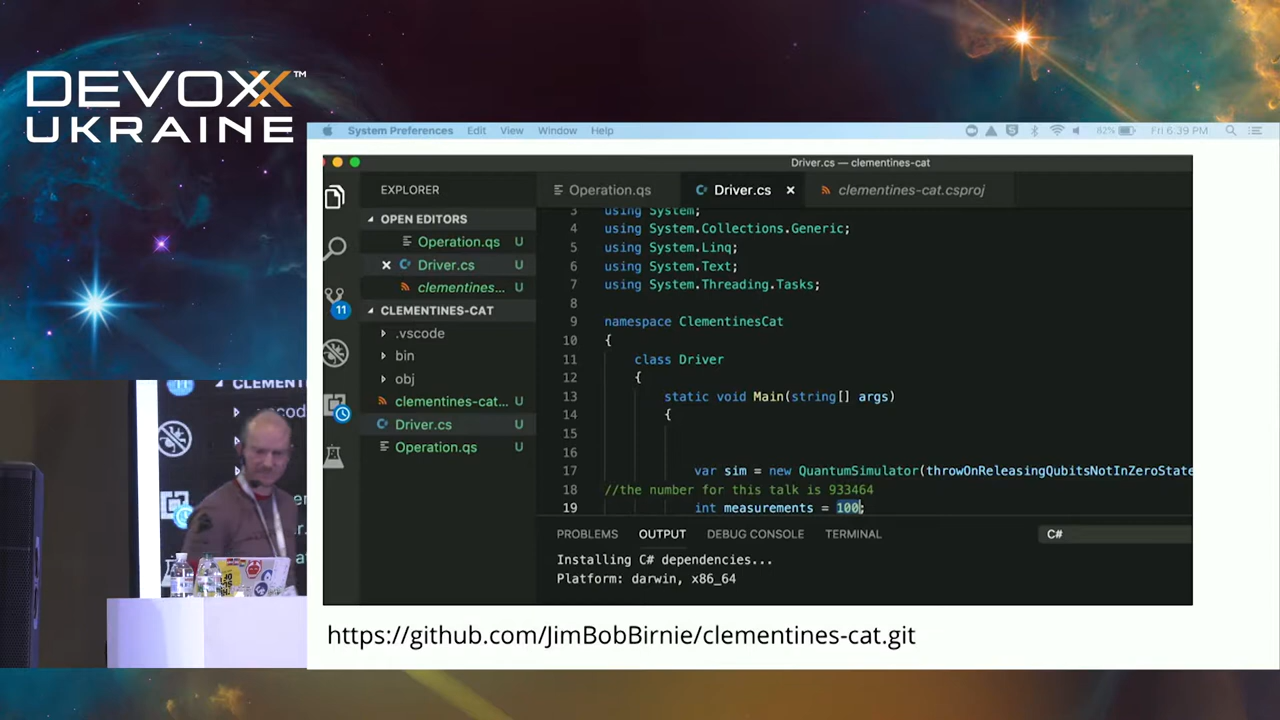 DEVOXX™
UKRAINE
System Preferences Edit View Window Help
82% Fri 6.39 PM
Driver.cs — clementines-cat
EXPLORER
Operation.qs
Driver.cs
clementines-cat.csproj
OPEN EDITORS
Operation.qs U
Driver.cs U
clementines... U
11
CLEMENTINES-CAT
.vscode
bin
obj
clementines-cat... U
Driver.cs U
Operation.qs U
3 using System;
4 using System.Collections.Generic;
5 using System.Linq;
6 using System.Text;
7 using System.Threading.Tasks;
8
9 namespace ClementinesCat
10 {
11 class Driver
12 {
13 static void Main(string[] args)
14 {
15
16
17 var sim = new QuantumSimulator(throwOnReleasingQubitsNotInZeroState
18 //the number for this talk is 933464
19 int measurements = 100;
PROBLEMS OUTPUT DEBUG CONSOLE TERMINAL
C#
Installing C# dependencies...
Platform: darwin, x86_64
https://github.com/JimBobBirnie/clementines-cat.git
11